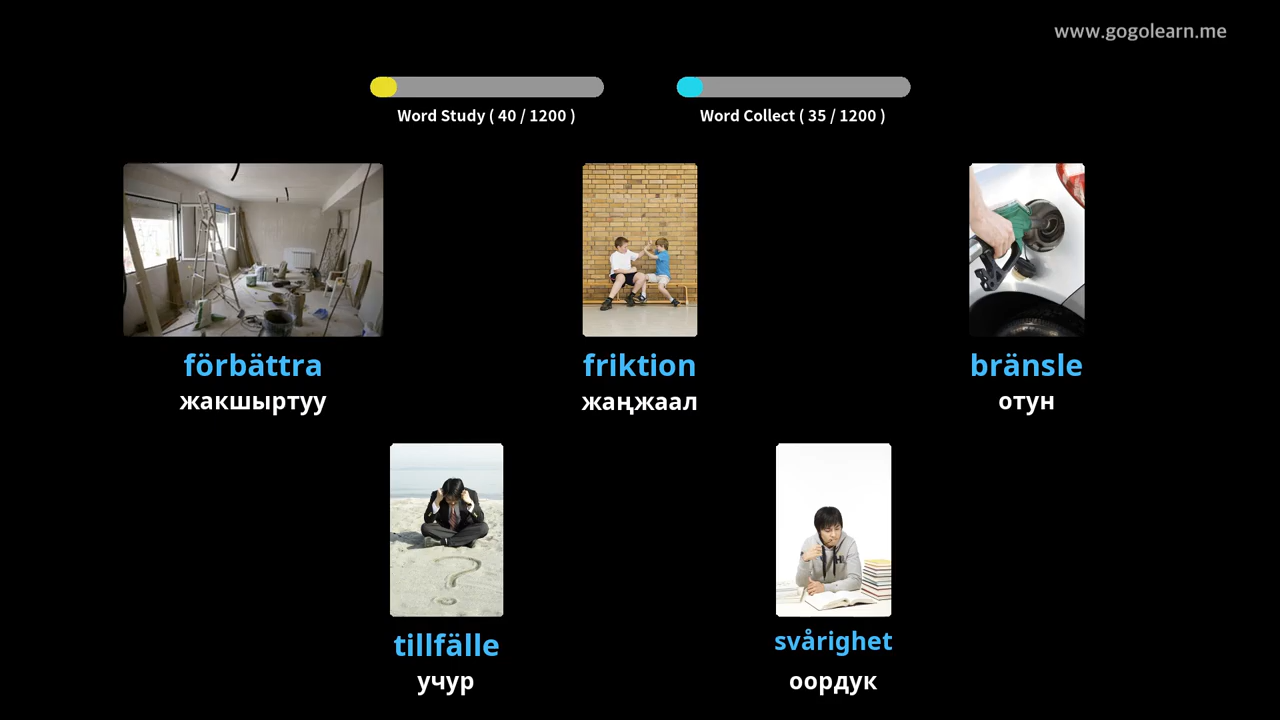 www.gogolearn.me
Word Study ( 40 / 1200 )
Word Collect ( 35 / 1200 )
förbättra
жакшыртуу
friktion
жаңжаал
bränsle
отун
tillfälle
учур
svårighet
оордук